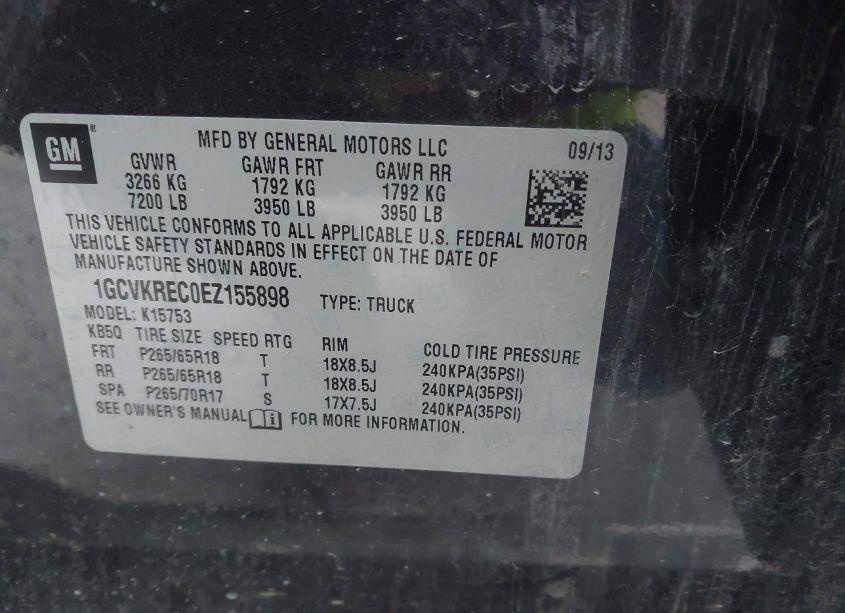 GM®
MFD BY GENERAL MOTORS LLC 09/13
GVWR GAWR FRT GAWR RR
3266 KG 1792 KG 1792 KG
7200 LB 3950 LB 3950 LB
THIS VEHICLE CONFORMS TO ALL APPLICABLE U.S. FEDERAL MOTOR
VEHICLE SAFETY STANDARDS IN EFFECT ON THE DATE OF
MANUFACTURE SHOWN ABOVE.
1GCVKREC0EZ155898 TYPE: TRUCK
MODEL: K15753
KB5Q TIRE SIZE SPEED RTG RIM COLD TIRE PRESSURE
FRT P265/65R18 T 18X8.5J 240KPA(35PSI)
RR P265/65R18 T 18X8.5J 240KPA(35PSI)
SPA P265/70R17 S 17X7.5J 240KPA(35PSI)
SEE OWNER'S MANUAL FOR MORE INFORMATION.